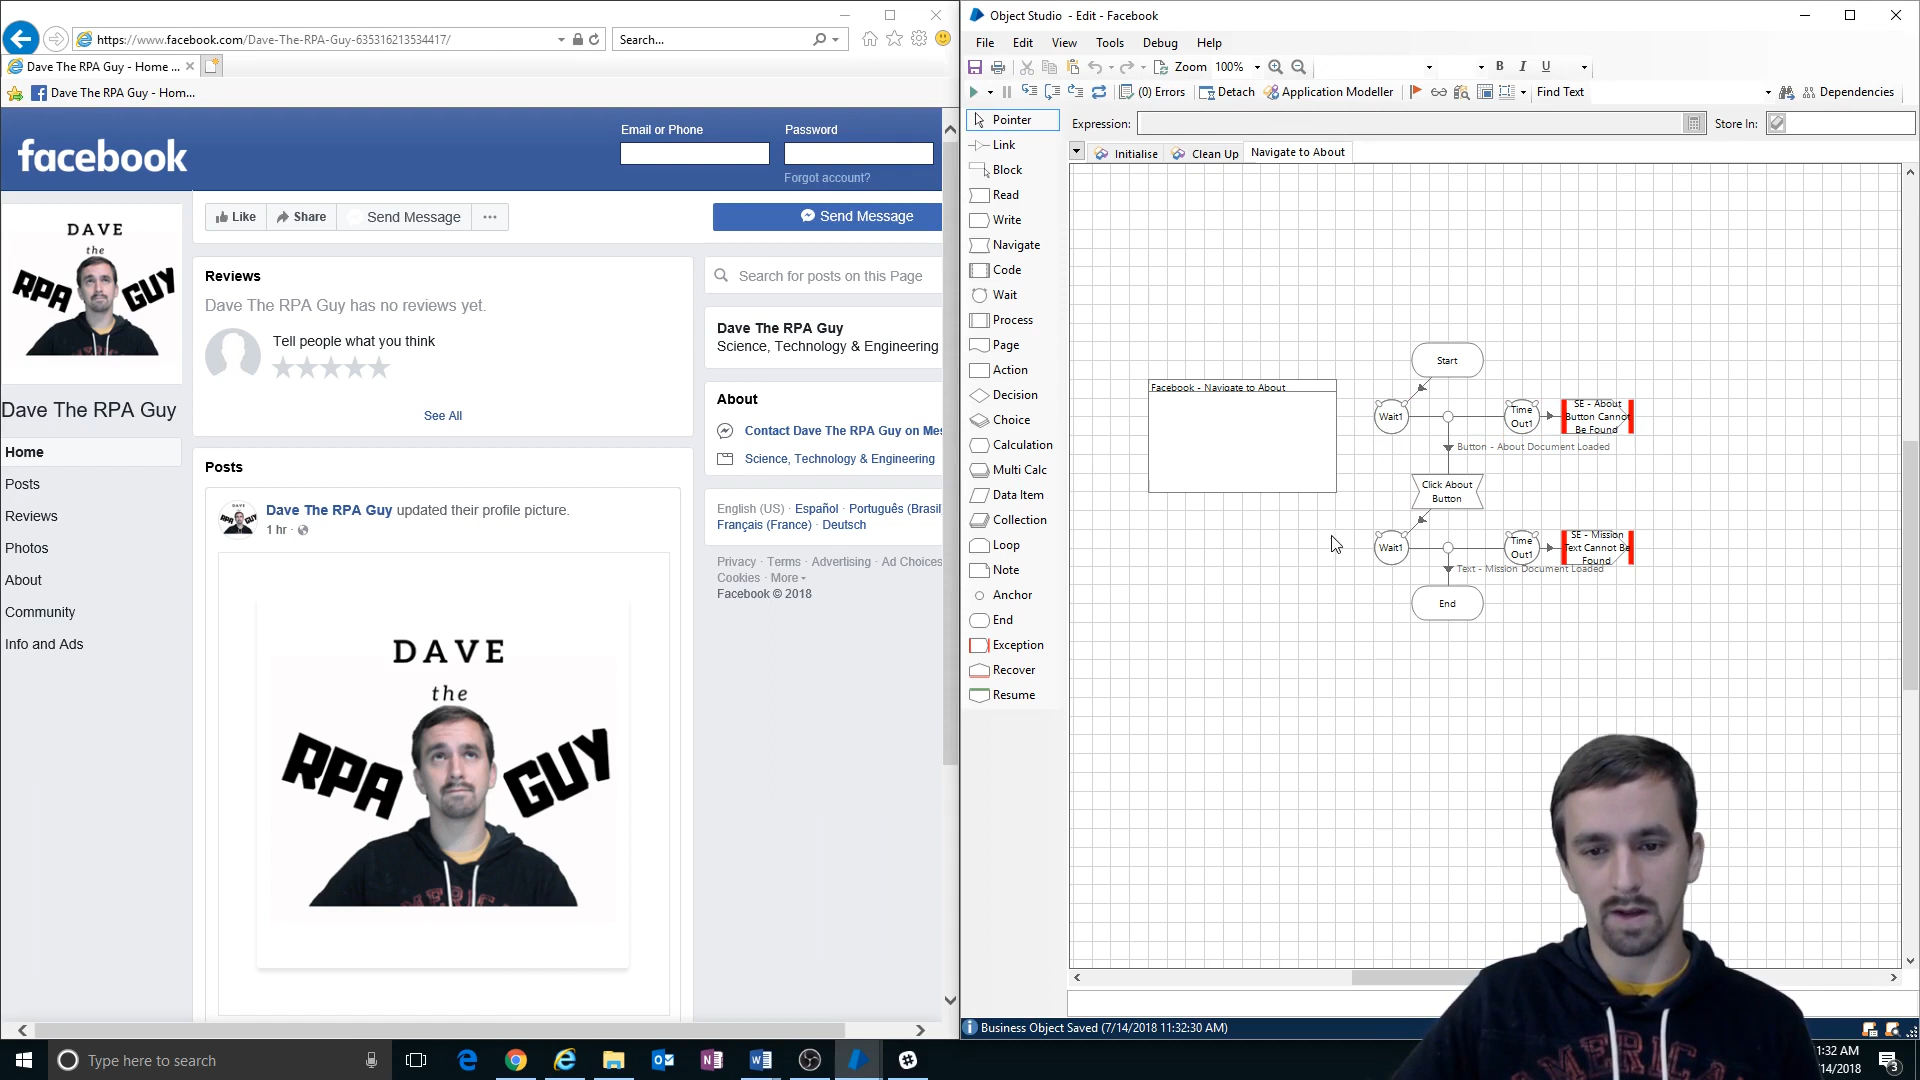 https://www.facebook.com/Dave-The-RPA-Guy-635316213534417/
Search...
Dave The RPA Guy - Home ...
Dave The RPA Guy - Hom...
facebook
Email or Phone
Password
Forgot account?
DAVE
the
RPA GUY
Dave The RPA Guy
Home
Posts
Reviews
Photos
About
Community
Info and Ads
Like
Share
Send Message
Send Message
Reviews
Dave The RPA Guy has no reviews yet.
Tell people what you think
See All
Posts
Dave The RPA Guy updated their profile picture.
1 hr ·
DAVE
the
RPA GUY
Search for posts on this Page
Dave The RPA Guy
Science, Technology & Engineering
About
Contact Dave The RPA Guy on Mes
Science, Technology & Engineering
English (US) · Español · Português (Brasil
Français (France) · Deutsch
Privacy · Terms · Advertising · Ad Choices
Cookies · More
Facebook © 2018
Object Studio - Edit - Facebook
File Edit View Tools Debug Help
Zoom 100% B I U
(0) Errors Detach Application Modeller Find Text Dependencies
Expression: Store In:
Initialise Clean Up Navigate to About
Pointer
Link
Block
Read
Write
Navigate
Code
Wait
Process
Page
Action
Decision
Choice
Calculation
Multi Calc
Data Item
Collection
Loop
Note
Anchor
End
Exception
Recover
Resume
Facebook - Navigate to About
Start
Wait1
Time Out1
SE - About Button Cannot Be Found
Button - About Document Loaded
Click About Button
Wait1
Time Out1
SE - Mission Text Cannot Be Found
Text - Mission Document Loaded
End
Business Object Saved (7/14/2018 11:32:30 AM)
Type here to search
1:32 AM
14/2018
3